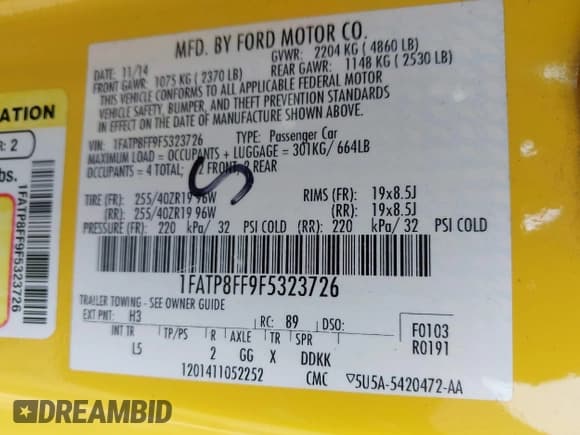 MFD. BY FORD MOTOR CO.
DATE: 11/14 GVWR: 2204 KG ( 4860 LB)
FRONT GAWR: 1075 KG ( 2370 LB) REAR GAWR: 1148 KG ( 2530 LB)
THIS VEHICLE CONFORMS TO ALL APPLICABLE FEDERAL MOTOR
VEHICLE SAFETY, BUMPER, AND THEFT PREVENTION STANDARDS
IN EFFECT ON THE DATE OF MANUFACTURE SHOWN ABOVE.
VIN: 1FATP8FF9F5323726 TYPE: Passenger Car
MAXIMUM LOAD = OCCUPANTS + LUGGAGE = 301KG/ 664LB
OCCUPANTS = 4 TOTAL / 2 FRONT 2 REAR
TIRE (FR): 255/40ZR19 96W RIMS (FR): 19x8.5J
(RR): 255/40ZR19 96W (RR): 19x8.5J
PRESSURE (FR): 220 kPa/ 32 PSI COLD (RR): 220 kPa/ 32 PSI COLD
1FATP8FF9F5323726
TRAILER TOWING - SEE OWNER GUIDE
EXT PNT: H3 RC: 89 DSO: F0103
INT TR TP/PS R AXLE TR SPR R0191
L5 2 GG X DDKK
1201411052252 CMC 5U5A-5420472-AA
ATION
R: 2
bs.
1FATP8FF9F5323726
S
DREAMBID